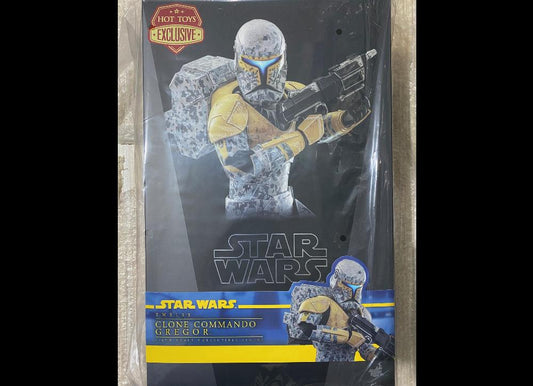 HOT TOYS
EXCLUSIVE
STAR
WARS
STAR WARS
CLONE COMMANDO
GREGOR